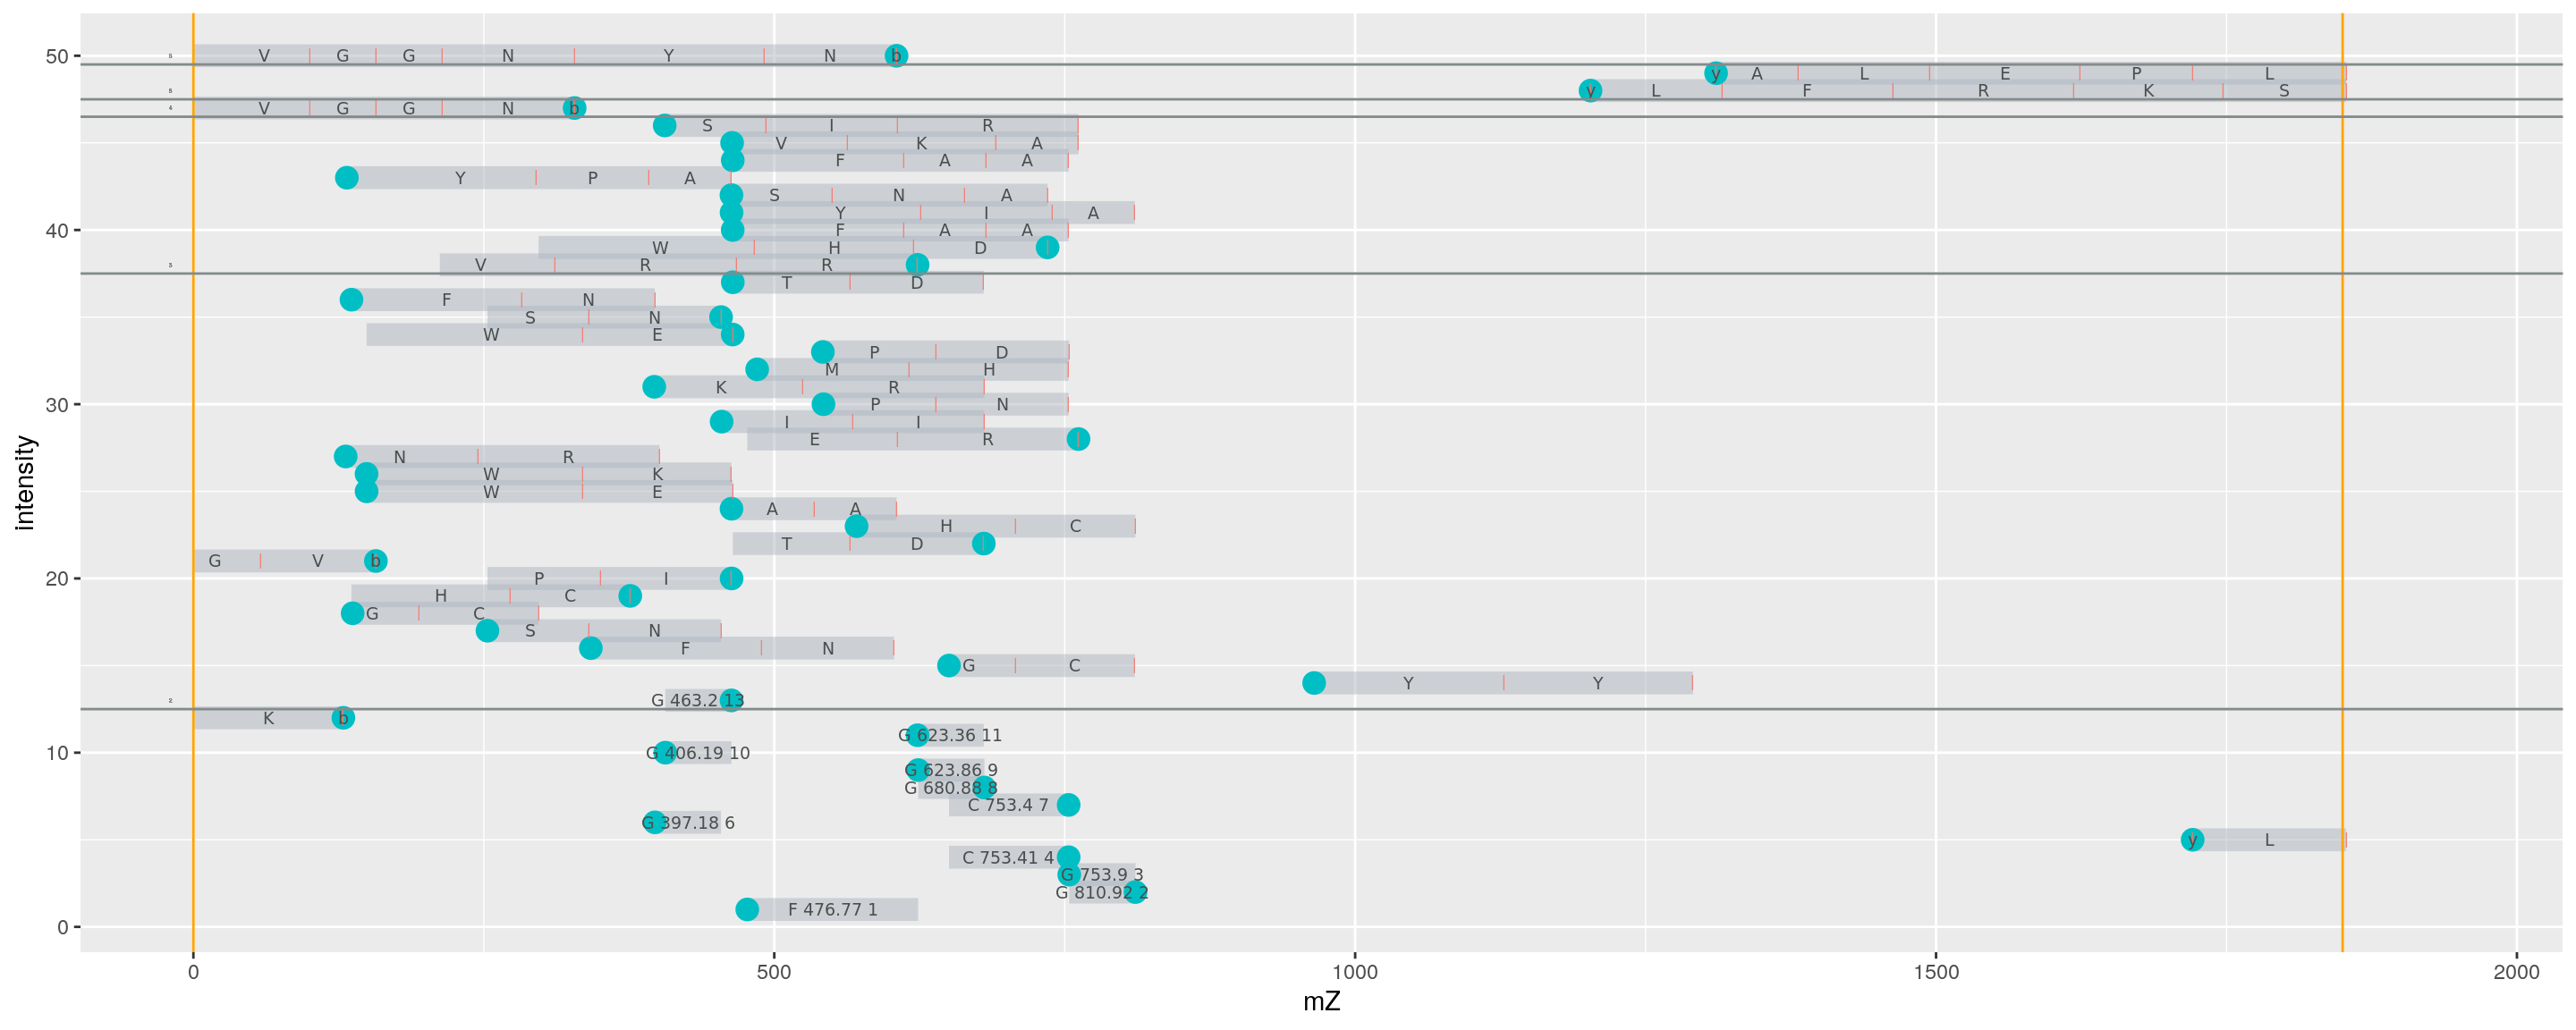 50
V G G N Y N b
y A L E P L
y L F R K S
V G G N b
S I R
V K A
F A A
Y P A
S N A
Y I A
40
F A A
W H D
V R R
T D
F N
S N
W E
P D
M H
K R
30
P N
I I
E R
N R
W K
W E
A A
H C
T D
G V b
20
P I
H C
G C
S N
F N
G C
Y Y
G 463.2 13
K b
G 623.36 11
10
G 406.19 10
G 623.86 9
G 680.88 8
C 753.4 7
G 397.18 6
y L
C 753.41 4
G 753.9 3
G 810.92 2
F 476.77 1
0
intensity
0 500 1000 1500 2000
mZ